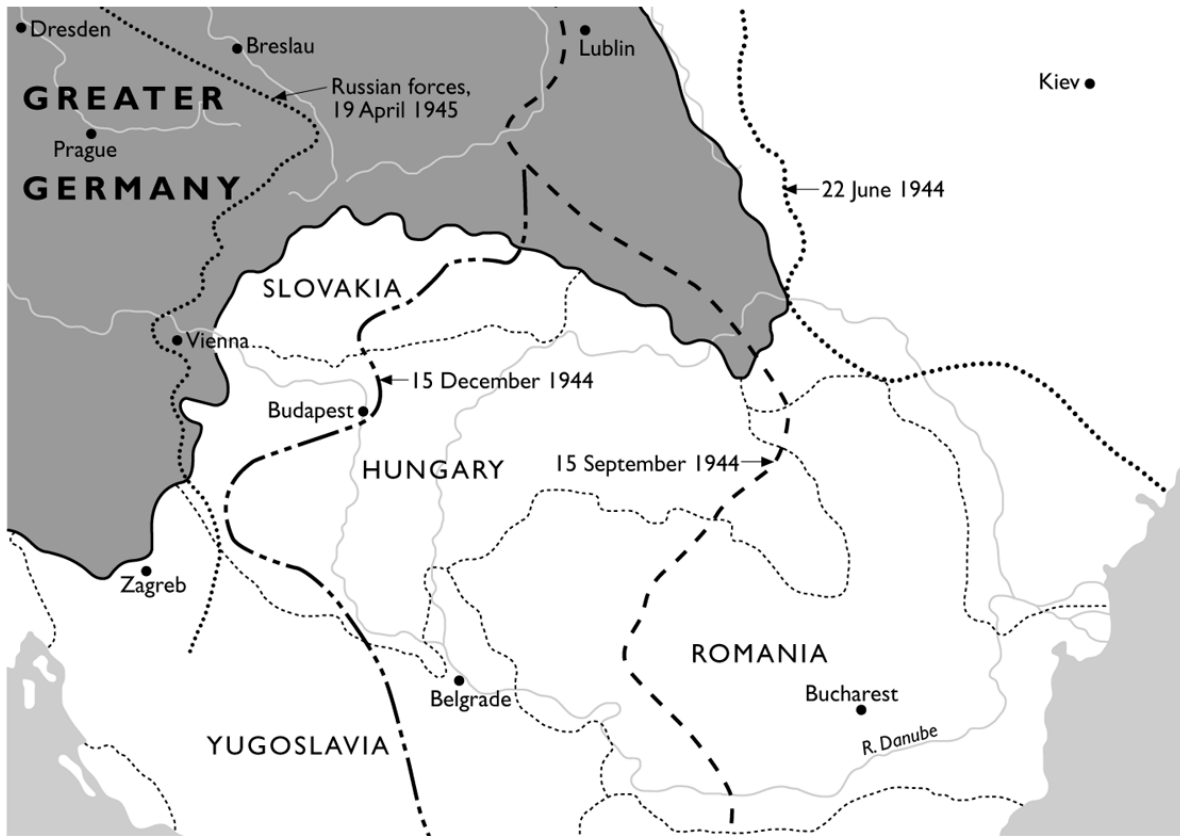 Dresden
Breslau
Lublin
Kiev
GREATER
Russian forces,
19 April 1945
Prague
GERMANY
22 June 1944
SLOVAKIA
Vienna
15 December 1944
Budapest
HUNGARY
15 September 1944
Zagreb
ROMANIA
Belgrade
Bucharest
YUGOSLAVIA
R. Danube